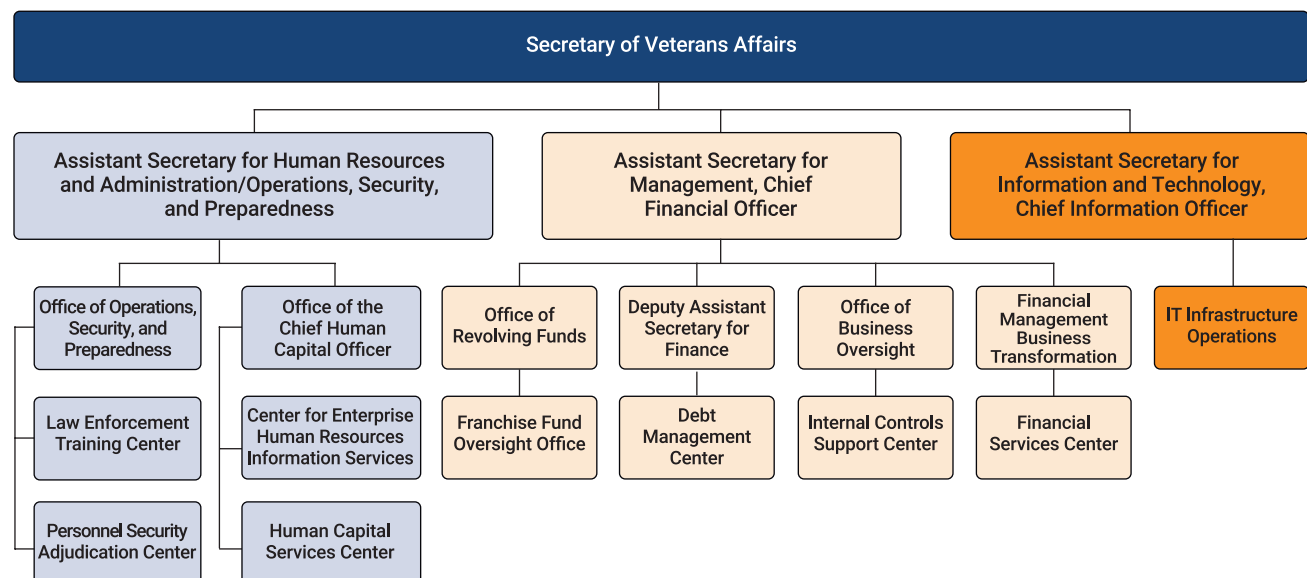 Secretary of Veterans Affairs
Assistant Secretary for Human Resources
and Administration/Operations, Security,
and Preparedness
Assistant Secretary for
Management, Chief
Financial Officer
Assistant Secretary for
Information and Technology,
Chief Information Officer
Office of Operations,
Security, and
Preparedness
Office of the
Chief Human
Capital Officer
Office of
Revolving Funds
Deputy Assistant
Secretary for
Finance
Office of
Business
Oversight
Financial
Management
Business
Transformation
IT Infrastructure
Operations
Law Enforcement
Training Center
Center for Enterprise
Human Resources
Information Services
Franchise Fund
Oversight Office
Debt
Management
Center
Internal Controls
Support Center
Financial
Services Center
Personnel Security
Adjudication Center
Human Capital
Services Center